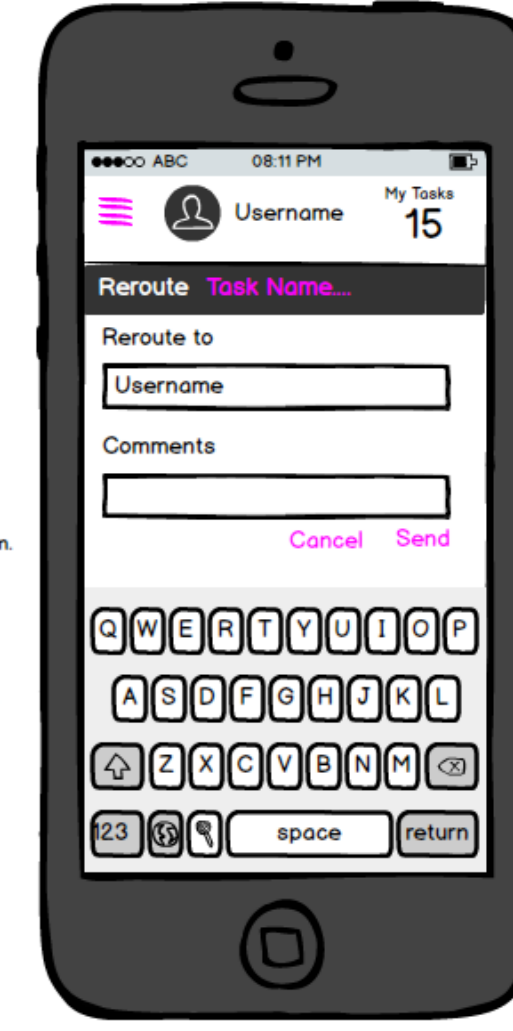 ABC 08:11 PM
My Tasks
Username 15
Reroute Task Name....
Reroute to
Username
Comments
Cancel Send
n.
Q W E R T Y U I O P
A S D F G H J K L
Z X C V B N M
123 space return